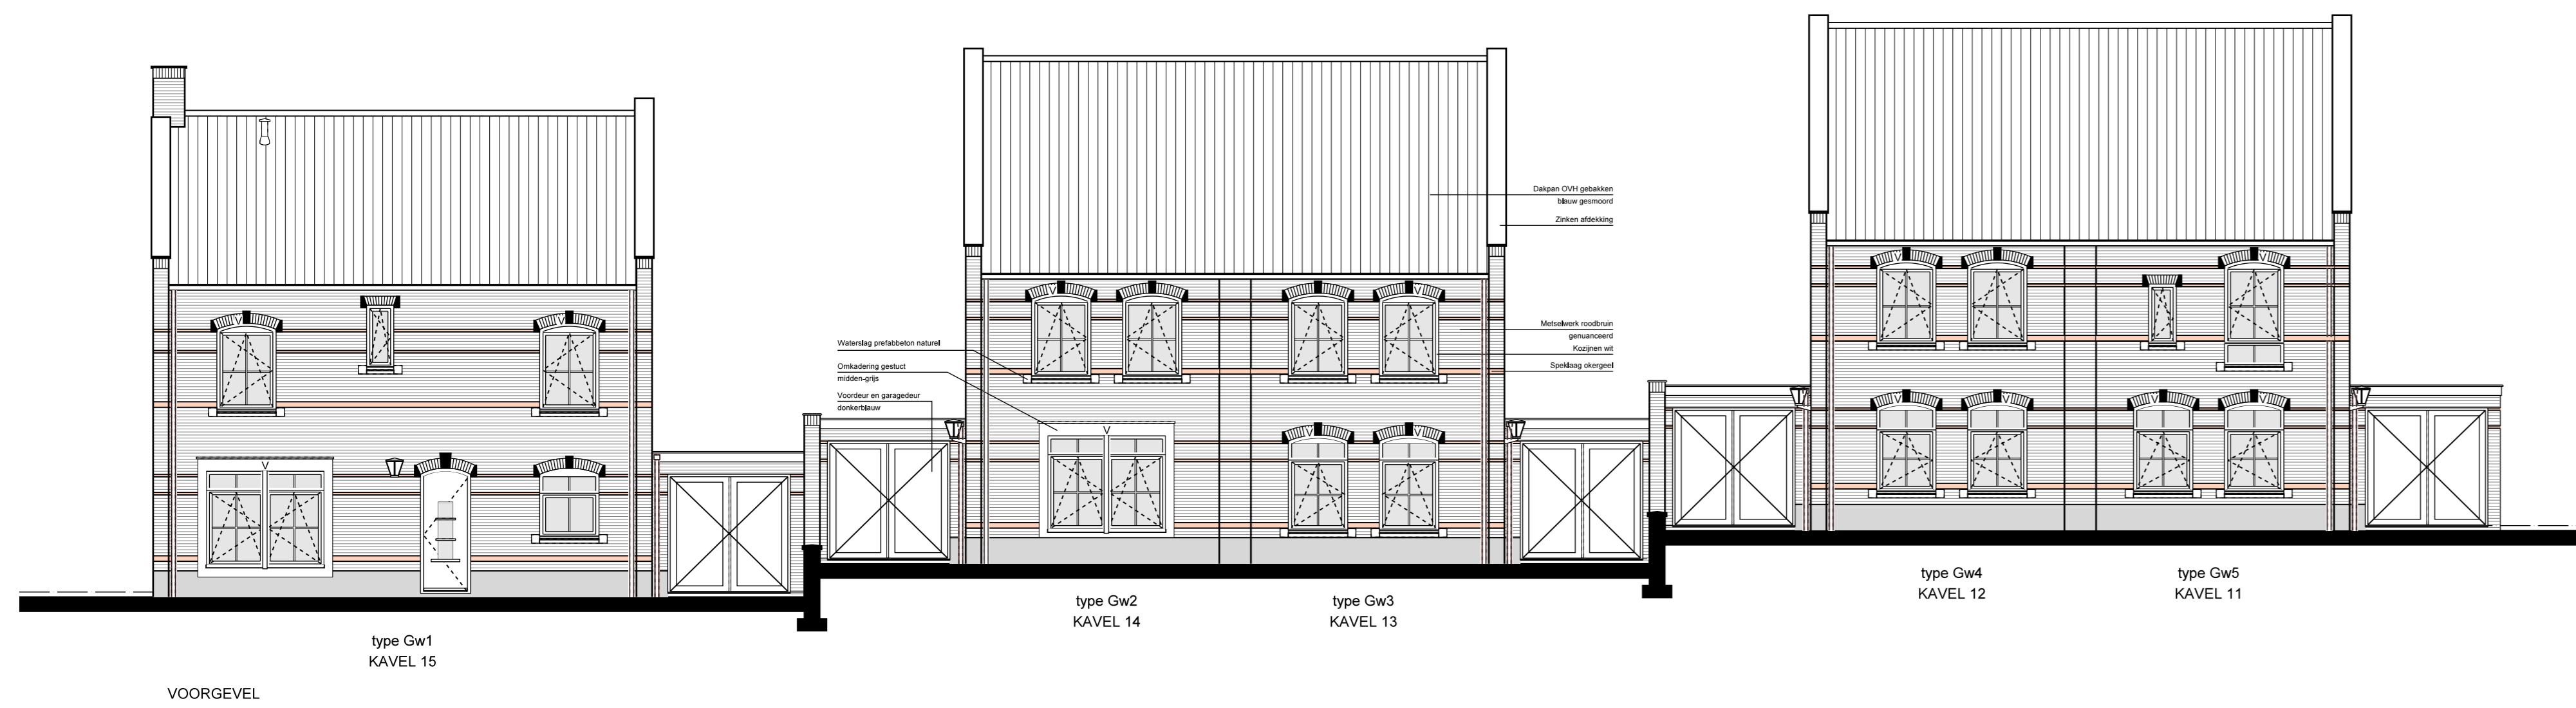 Dakpan OVH gebakken
blauw gesmoord
Zinken afdekking
Metselwerk roodbruin
genuanceerd
Kozijnen wit
Speklaag okergeel
Waterslag prefabbeton naturel
Omkadering gestuct
midden-grijs
Voordeur en garagedeur
donkerblauw
V
V
V
V
V
V
V
V
V
V
V
V
V
type Gw1
KAVEL 15
type Gw2
KAVEL 14
type Gw3
KAVEL 13
type Gw4
KAVEL 12
type Gw5
KAVEL 11
VOORGEVEL